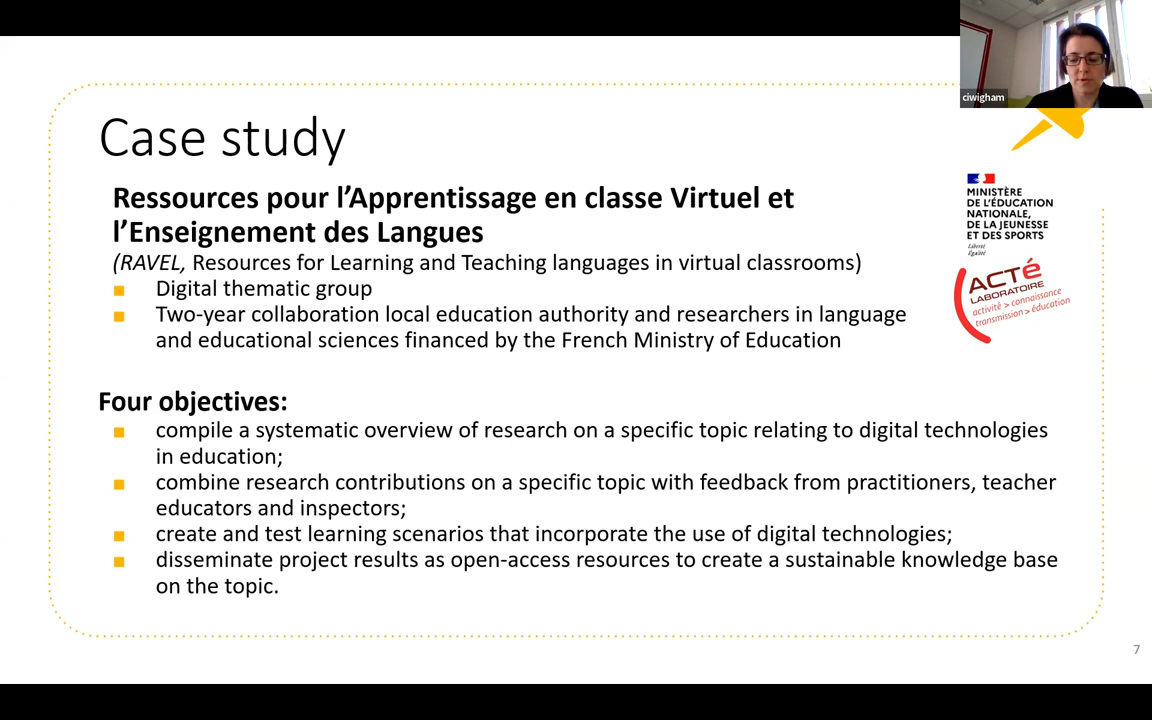 ciwigham
Case study
Ressources pour l’Apprentissage en classe Virtuel et
l’Enseignement des Langues
(RAVEL, Resources for Learning and Teaching languages in virtual classrooms)
Digital thematic group
Two-year collaboration local education authority and researchers in language
and educational sciences financed by the French Ministry of Education
MINISTÈRE
DE L’ÉDUCATION
NATIONALE,
DE LA JEUNESSE
ET DES SPORTS
Liberté
Égalité
ACTé
LABORATOIRE
activité > connaissance
transmission > éducation
Four objectives:
compile a systematic overview of research on a specific topic relating to digital technologies
in education;
combine research contributions on a specific topic with feedback from practitioners, teacher
educators and inspectors;
create and test learning scenarios that incorporate the use of digital technologies;
disseminate project results as open-access resources to create a sustainable knowledge base
on the topic.
7